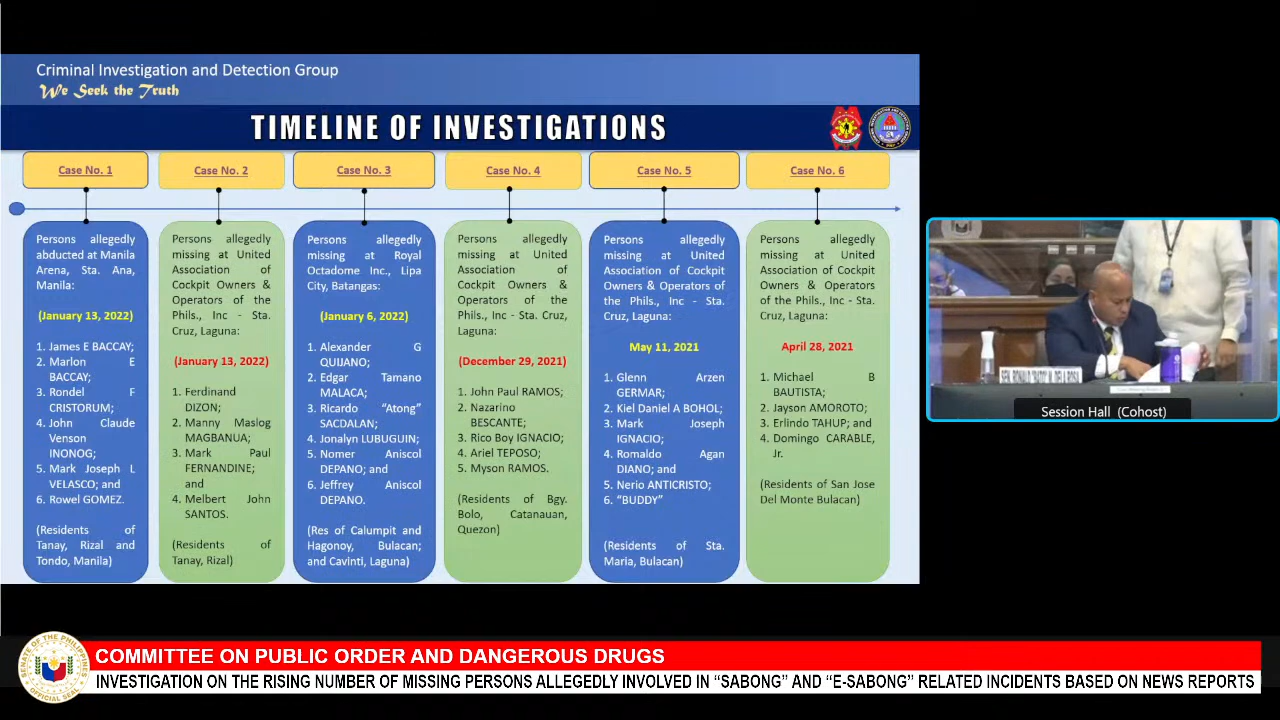 Criminal Investigation and Detection Group
We Seek the Truth
TIMELINE OF INVESTIGATIONS
Case No. 1
Persons allegedly
abducted at Manila
Arena, Sta. Ana,
Manila:
(January 13, 2022)
1. James E BACCAY;
2. Marlon E
BACCAY;
3. Rondel F
CRISTORUM;
4. John Claude
Venson
INONOG;
5. Mark Joseph L
VELASCO; and
6. Rowel GOMEZ.
(Residents of
Tanay, Rizal and
Tondo, Manila)
Case No. 2
Persons allegedly
missing at United
Association of
Cockpit Owners &
Operators of the
Phils., Inc - Sta.
Cruz, Laguna:
(January 13, 2022)
1. Ferdinand
DIZON;
2. Manny Maslog
MAGBANUA;
3. Mark Paul
FERNANDINE;
and
4. Melbert John
SANTOS.
(Residents of
Tanay, Rizal)
Case No. 3
Persons allegedly
missing at Royal
Octadome Inc., Lipa
City, Batangas:
(January 6, 2022)
1. Alexander G
QUIJANO;
2. Edgar Tamano
MALACA;
3. Ricardo “Atong”
SACDALAN;
4. Jonalyn LUBUGUIN;
5. Nomer Aniscol
DEPANO; and
6. Jeffrey Aniscol
DEPANO.
(Res of Calumpit and
Hagonoy, Bulacan;
and Cavinti, Laguna)
Case No. 4
Persons allegedly
missing at United
Association of
Cockpit Owners &
Operators of the
Phils., Inc - Sta. Cruz,
Laguna:
(December 29, 2021)
1. John Paul RAMOS;
2. Nazarino
BESCANTE;
3. Rico Boy IGNACIO;
4. Ariel TEPOSO;
5. Myson RAMOS.
(Residents of Bgy.
Bolo, Catanauan,
Quezon)
Case No. 5
Persons allegedly
missing at United
Association of Cockpit
Owners & Operators of
the Phils., Inc - Sta.
Cruz, Laguna:
May 11, 2021
1. Glenn Arzen
GERMAR;
2. Kiel Daniel A BOHOL;
3. Mark Joseph
IGNACIO;
4. Romaldo Agan
DIANO; and
5. Nerio ANTICRISTO;
6. “BUDDY”
(Residents of Sta.
Maria, Bulacan)
Case No. 6
Persons allegedly
missing at United
Association of Cockpit
Owners & Operators
of the Phils., Inc - Sta.
Cruz, Laguna:
April 28, 2021
1. Michael B
BAUTISTA;
2. Jayson AMOROTO;
3. Erlindo TAHUP; and
4. Domingo CARABLE,
Jr.
(Residents of San Jose
Del Monte Bulacan)
SEN. RONALD "BATO" M. DELA ROSA
Session Hall (Cohost)
SENATE OF THE PHILIPPINES
OFFICIAL SEAL
COMMITTEE ON PUBLIC ORDER AND DANGEROUS DRUGS
INVESTIGATION ON THE RISING NUMBER OF MISSING PERSONS ALLEGEDLY INVOLVED IN “SABONG” AND “E-SABONG” RELATED INCIDENTS BASED ON NEWS REPORTS